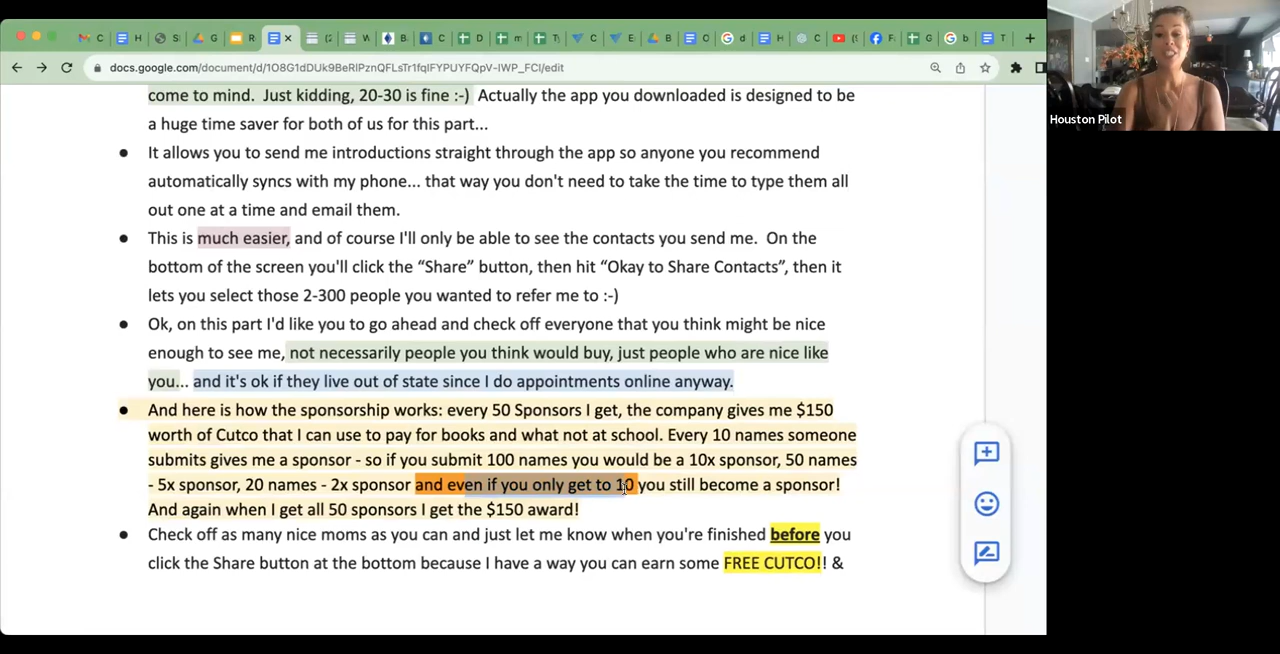 C
H
S
G
R
(2
W
B
C
D
m
T
C
E
B
C
g
H
C
(S
F
G
b
T
docs.google.com/document/d/1O8G1dDUk9BeRlPznQFLsTr1fqIFYPUYFQpV-IWP_FCI/edit
Houston Pilot
come to mind.  Just kidding, 20-30 is fine :-)  Actually the app you downloaded is designed to be
a huge time saver for both of us for this part...
● It allows you to send me introductions straight through the app so anyone you recommend
automatically syncs with my phone... that way you don't need to take the time to type them all
out one at a time and email them.
● This is much easier, and of course I'll only be able to see the contacts you send me.  On the
bottom of the screen you'll click the “Share” button, then hit “Okay to Share Contacts”, then it
lets you select those 2-300 people you wanted to refer me to :-)
● Ok, on this part I'd like you to go ahead and check off everyone that you think might be nice
enough to see me, not necessarily people you think would buy, just people who are nice like
you... and it's ok if they live out of state since I do appointments online anyway.
● And here is how the sponsorship works: every 50 Sponsors I get, the company gives me $150
worth of Cutco that I can use to pay for books and what not at school. Every 10 names someone
submits gives me a sponsor - so if you submit 100 names you would be a 10x sponsor, 50 names
- 5x sponsor, 20 names - 2x sponsor and even if you only get to 10 you still become a sponsor!
And again when I get all 50 sponsors I get the $150 award!
● Check off as many nice moms as you can and just let me know when you're finished before you
click the Share button at the bottom because I have a way you can earn some FREE CUTCO!! &